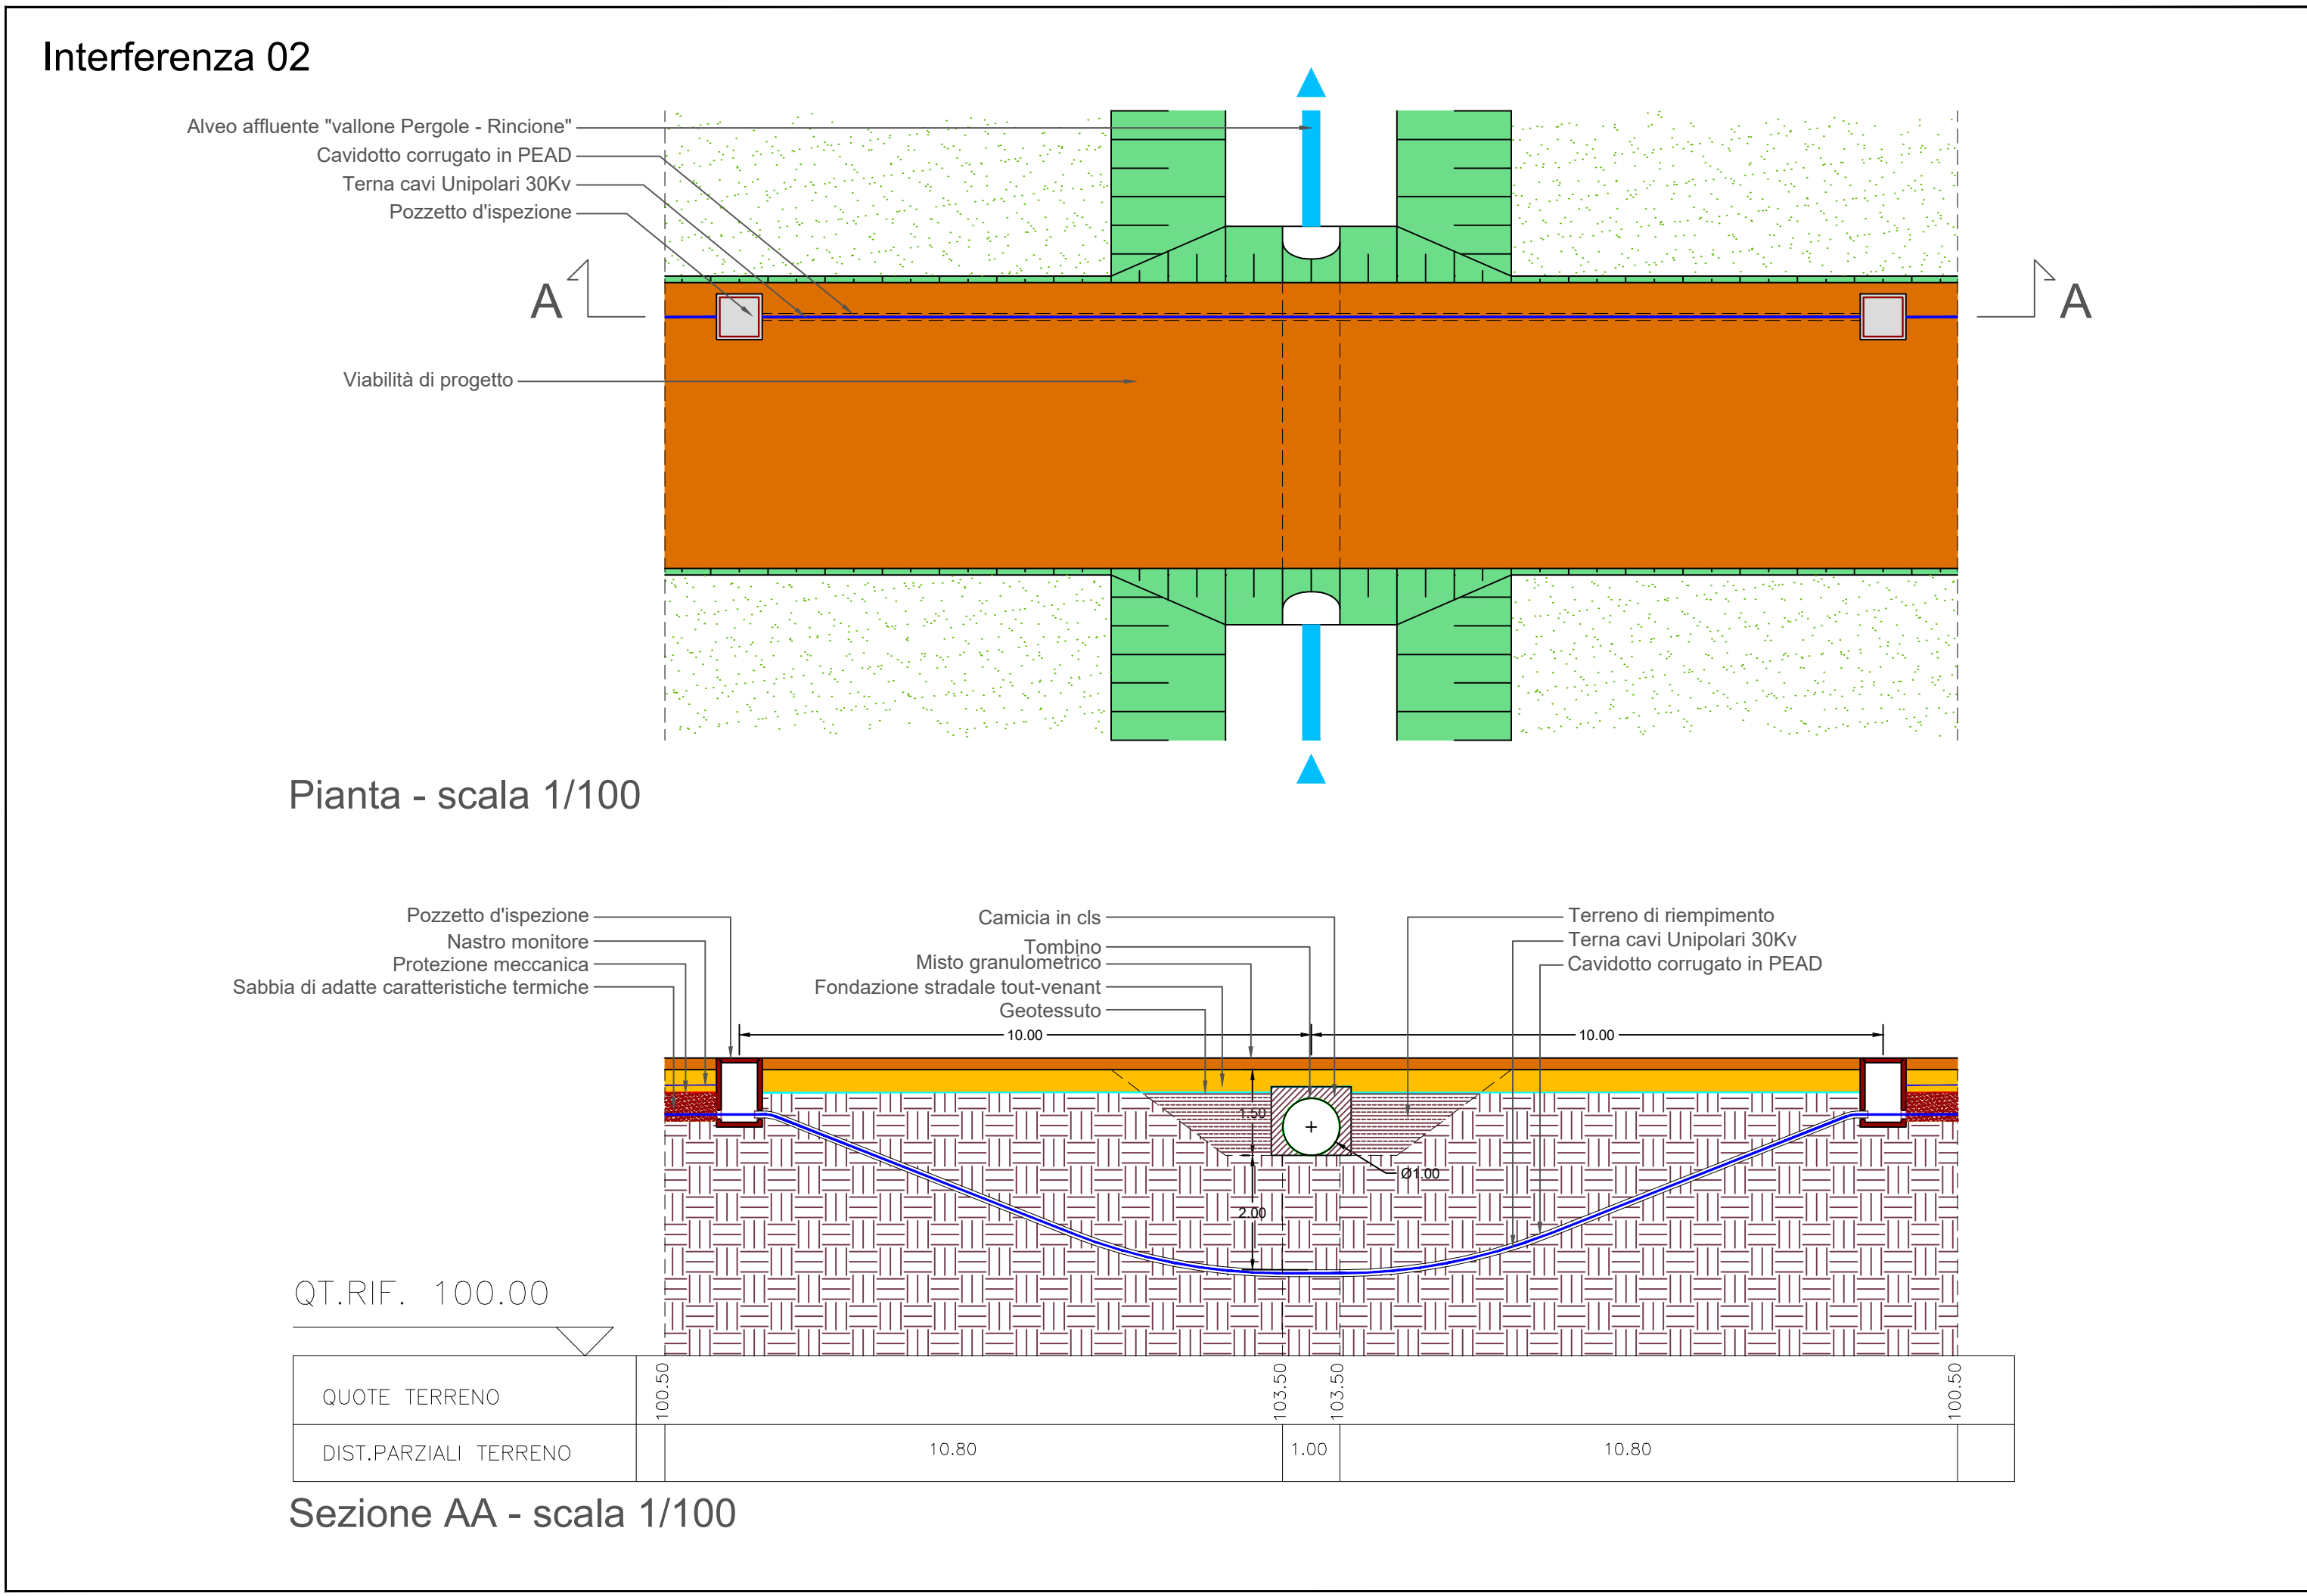 Interferenza 02
Alveo affluente "vallone Pergole - Rincione"
Cavidotto corrugato in PEAD
Terna cavi Unipolari 30Kv
Pozzetto d'ispezione
A
A
Viabilità di progetto
Pianta - scala 1/100
Pozzetto d'ispezione
Nastro monitore
Protezione meccanica
Sabbia di adatte caratteristiche termiche
Camicia in cls
Tombino
Misto granulometrico
Fondazione stradale tout-venant
Geotessuto
Terreno di riempimento
Terna cavi Unipolari 30Kv
Cavidotto corrugato in PEAD
10.00
10.00
1.50
Ø1.00
2.00
QT.RIF. 100.00
QUOTE TERRENO
100.50
103.50
103.50
100.50
DIST.PARZIALI TERRENO
10.80
1.00
10.80
Sezione AA - scala 1/100